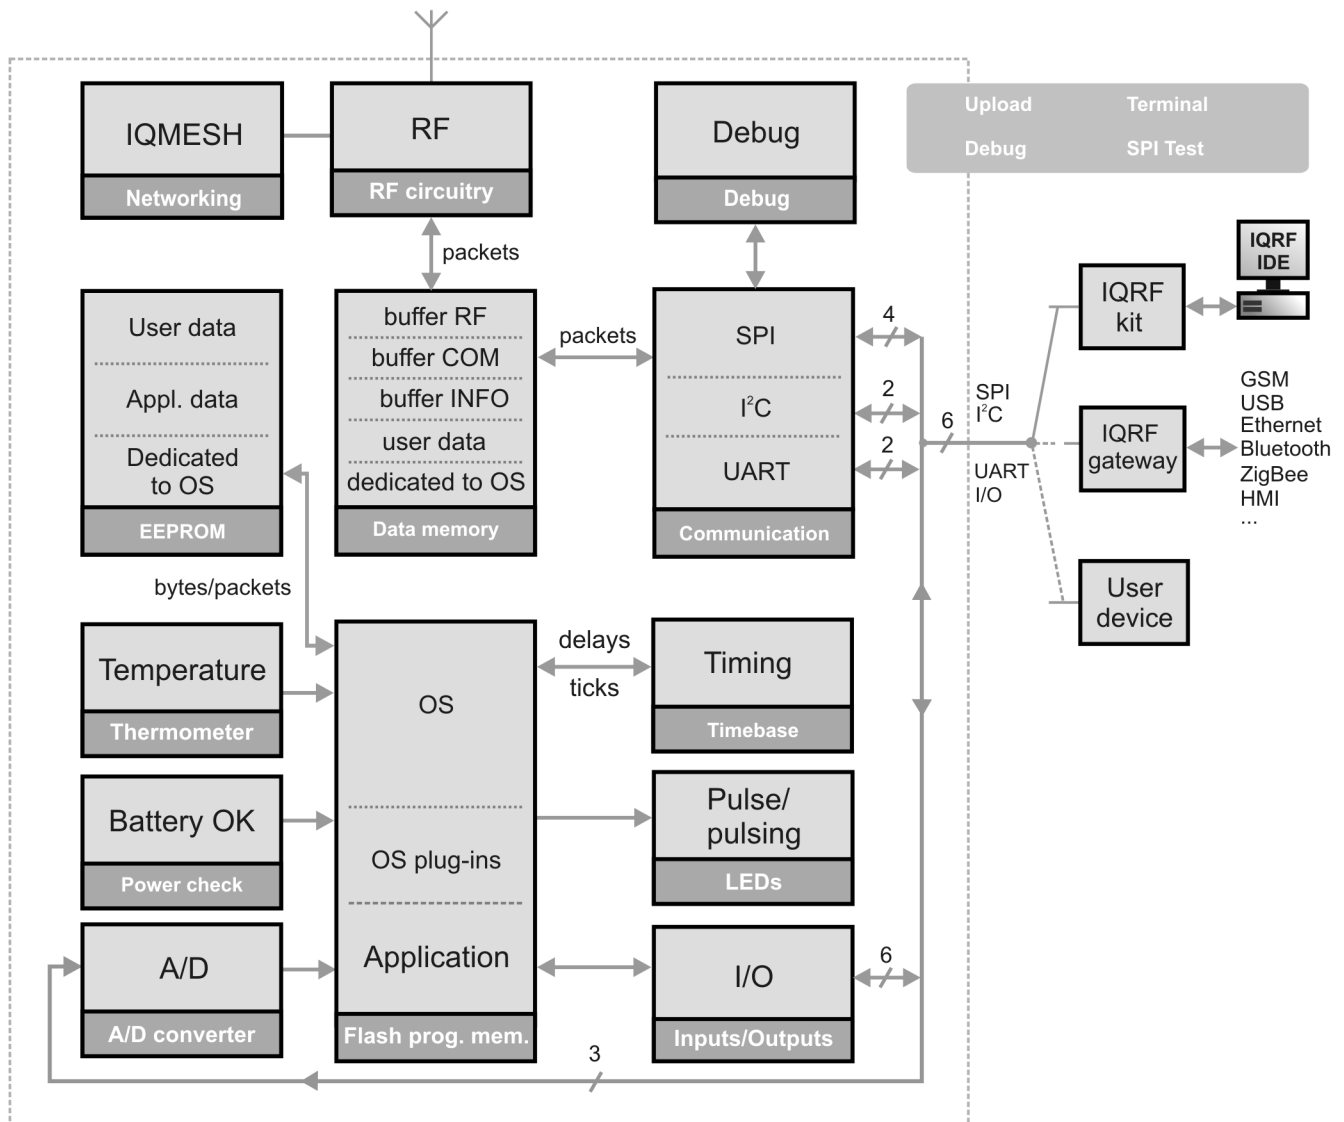 IQMESH
Networking
RF
RF circuitry
Debug
Debug
Upload Terminal
Debug SPI Test
packets
User data
Appl. data
Dedicated
to OS
EEPROM
buffer RF
buffer COM
buffer INFO
user data
dedicated to OS
Data memory
packets
SPI
I²C
UART
Communication
4
2
2
6
SPI
I²C
UART
I/O
IQRF
kit
IQRF
IDE
IQRF
gateway
GSM
USB
Ethernet
Bluetooth
ZigBee
HMI
...
User
device
bytes/packets
Temperature
Thermometer
Battery OK
Power check
A/D
A/D converter
OS
OS plug-ins
Application
Flash prog. mem.
delays
ticks
Timing
Timebase
Pulse/
pulsing
LEDs
I/O
Inputs/Outputs
6
3